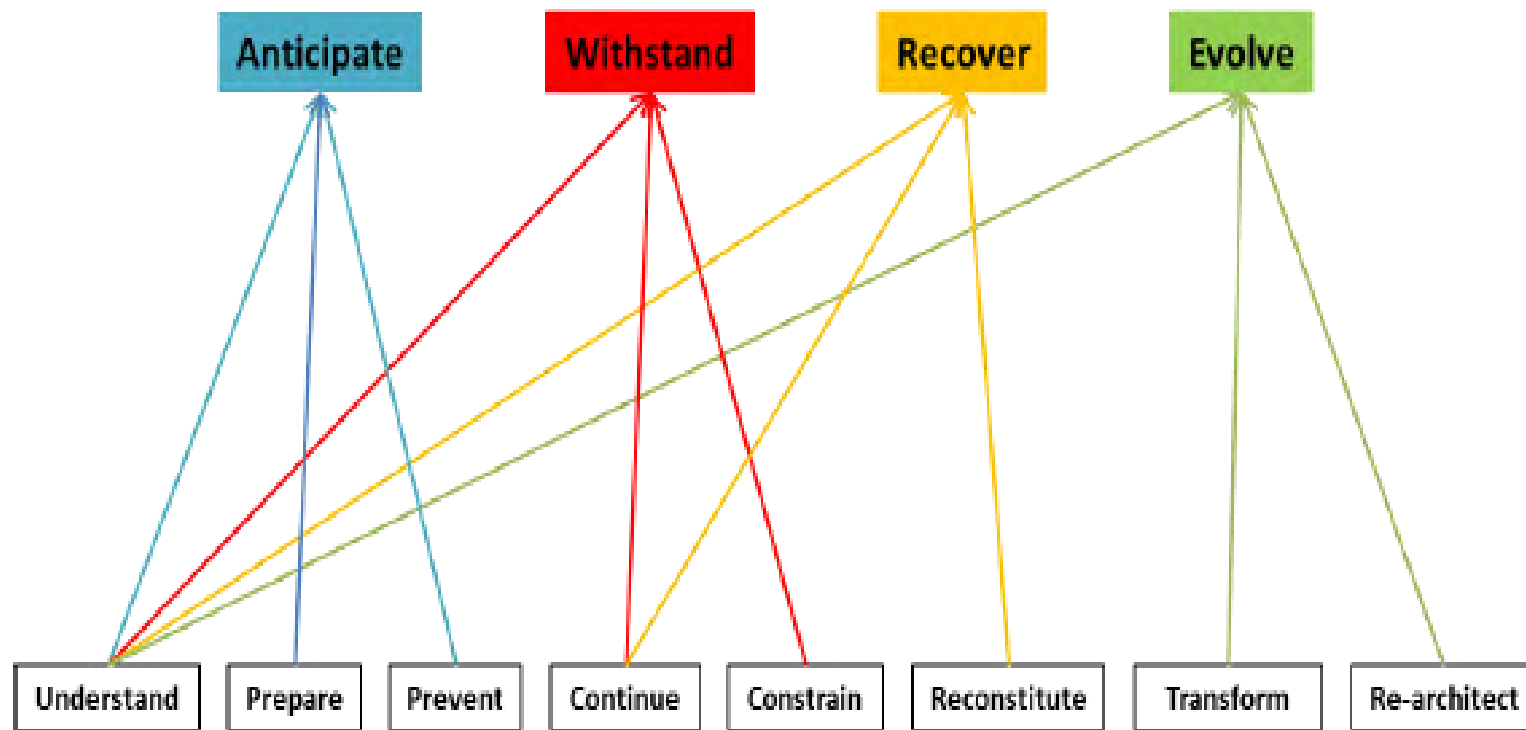 Anticipate
Withstand
Recover
Evolve
Understand
Prepare
Prevent
Continue
Constrain
Reconstitute
Transform
Re-architect